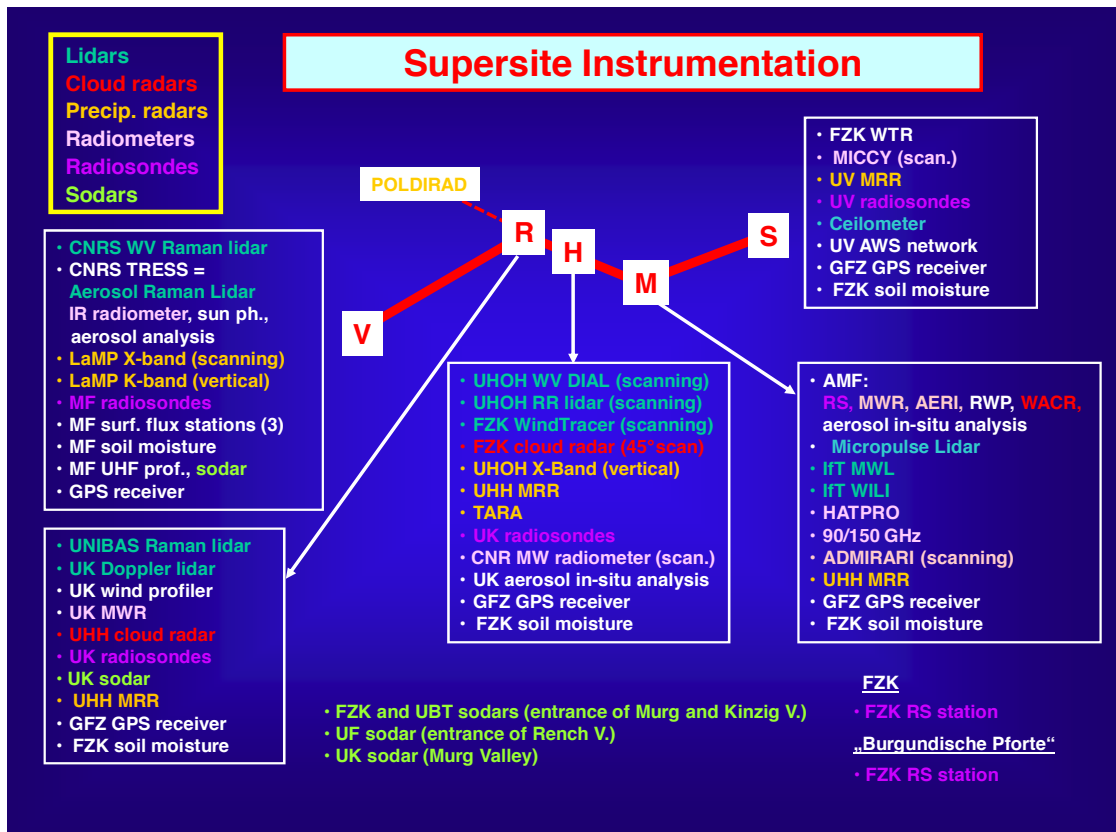 Supersite Instrumentation
Lidars
Cloud radars
Precip. radars
Radiometers
Radiosondes
Sodars
POLDIRAD
R
H
M
S
V
· FZK WTR
· MICCY (scan.)
· UV MRR
· UV radiosondes
· Ceilometer
· UV AWS network
· GFZ GPS receiver
· FZK soil moisture
· CNRS WV Raman lidar
· CNRS TRESS =
Aerosol Raman Lidar
IR radiometer, sun ph.,
aerosol analysis
· LaMP X-band (scanning)
· LaMP K-band (vertical)
· MF radiosondes
· MF surf. flux stations (3)
· MF soil moisture
· MF UHF prof., sodar
· GPS receiver
· UNIBAS Raman lidar
· UK Doppler lidar
· UK wind profiler
· UK MWR
· UHH cloud radar
· UK radiosondes
· UK sodar
· UHH MRR
· GFZ GPS receiver
· FZK soil moisture
· UHOH WV DIAL (scanning)
· UHOH RR lidar (scanning)
· FZK WindTracer (scanning)
· FZK cloud radar (45°scan)
· UHOH X-Band (vertical)
· UHH MRR
· TARA
· UK radiosondes
· CNR MW radiometer (scan.)
· UK aerosol in-situ analysis
· GFZ GPS receiver
· FZK soil moisture
· AMF:
RS, MWR, AERI, RWP, WACR,
aerosol in-situ analysis
· Micropulse Lidar
· IfT MWL
· IfT WILI
· HATPRO
· 90/150 GHz
· ADMIRARI (scanning)
· UHH MRR
· GFZ GPS receiver
· FZK soil moisture
· FZK and UBT sodars (entrance of Murg and Kinzig V.)
· UF sodar (entrance of Rench V.)
· UK sodar (Murg Valley)
FZK
· FZK RS station
„Burgundische Pforte“
· FZK RS station